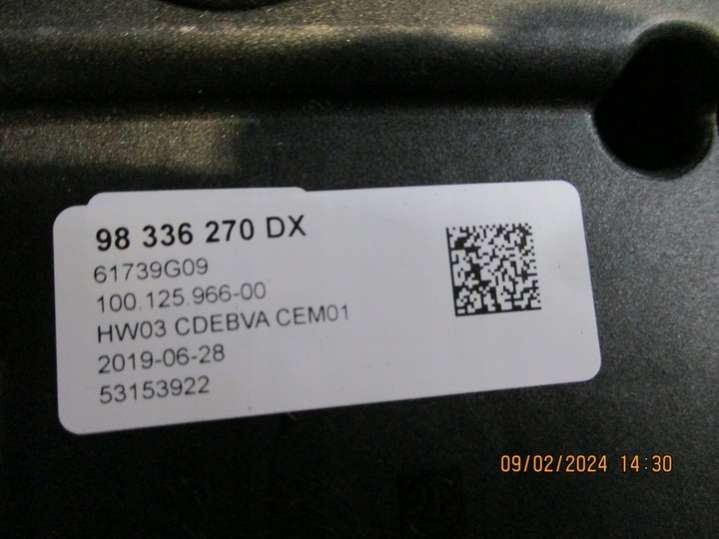 98 336 270 DX
61739G09
100.125.966-00
HW03 CDEBVA CEM01
2019-06-28
53153922
09/02/2024 14:30